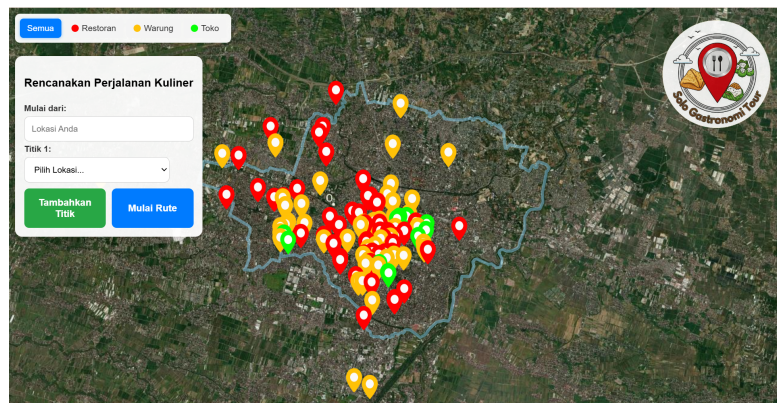 Semua
Restoran
Warung
Toko
Rencanakan Perjalanan Kuliner
Mulai dari:
Lokasi Anda
Titik 1:
Pilih Lokasi...
Tambahkan
Titik
Mulai Rute
Solo Gastronomi Tour